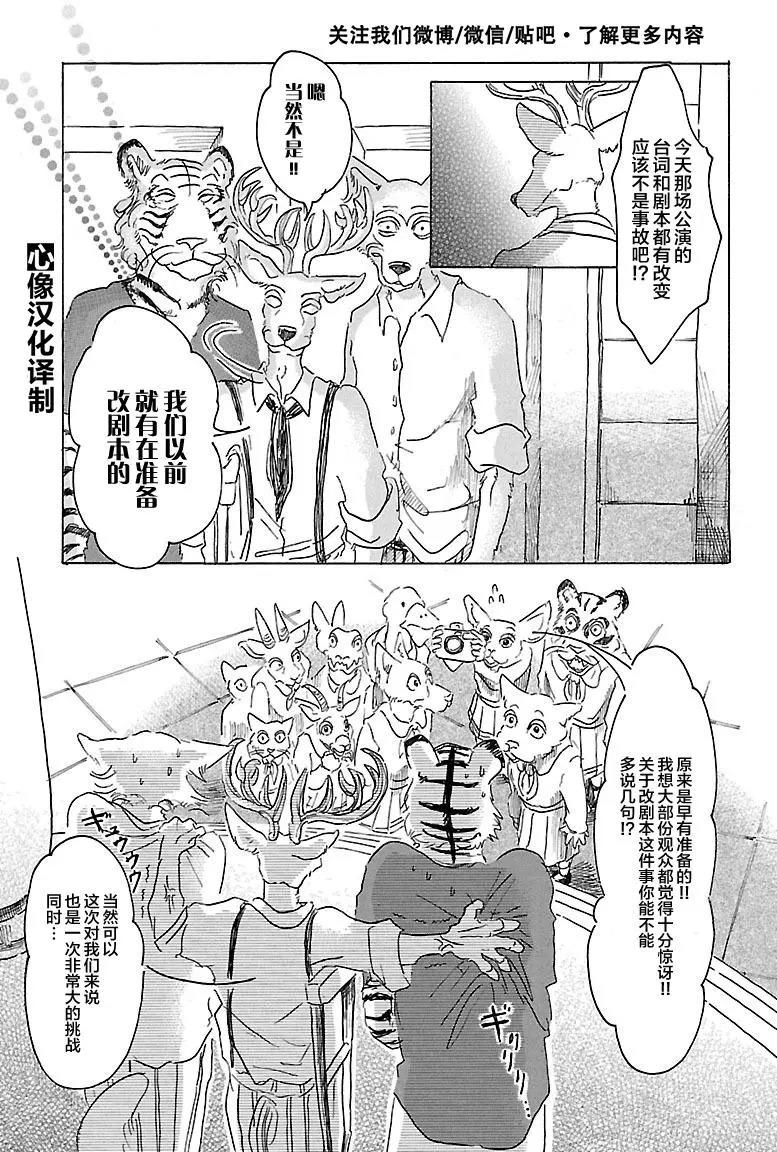 关注我们微博/微信/贴吧·了解更多内容
今天那场公演的
台词和剧本都有改变
应该不是事故吧!?
嗯
当然不是!!
我们以前
就有在准备
改剧本的
心像汉化译制
原来是早有准备的!!
我想大部份观众都觉得十分惊讶!!
关于改剧本这件事你能不能
多说几句!?
ギュウウウ
当然可以
这次对我们来说
也是一次非常大的挑战
同时…
ギリリ